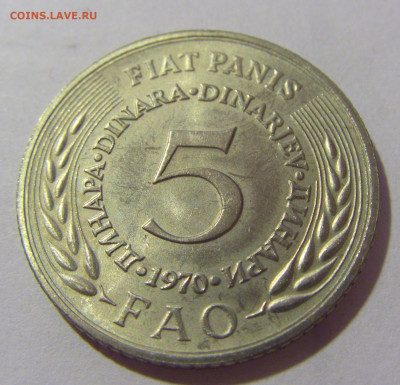 COINS.LAVE.RU
FIAT PANIS
ДИНАРА·DINARA·DINARJEV·ДИНАРИ
5
·1970·
FAO